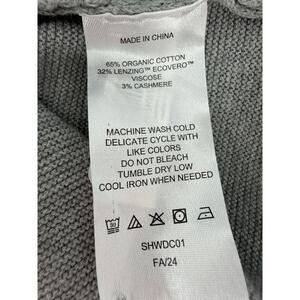 MADE IN CHINA
65% ORGANIC COTTON
32% LENZING™ ECOVERO™
VISCOSE
3% CASHMERE
MACHINE WASH COLD
DELICATE CYCLE WITH
LIKE COLORS
DO NOT BLEACH
TUMBLE DRY LOW
COOL IRON WHEN NEEDED
SHWDC01
FA/24